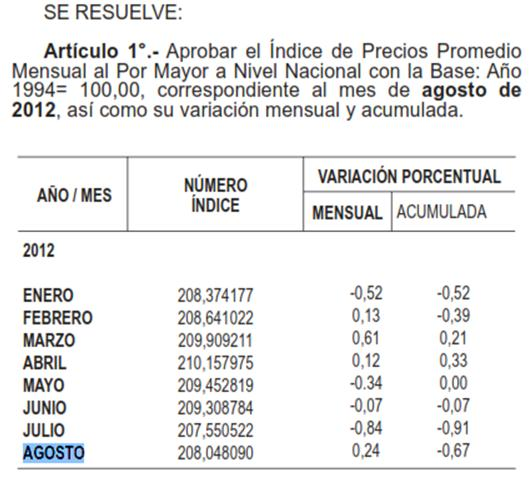 SE RESUELVE:
Artículo 1°.- Aprobar el Índice de Precios Promedio
Mensual al Por Mayor a Nivel Nacional con la Base: Año
1994= 100,00, correspondiente al mes de agosto de
2012, así como su variación mensual y acumulada.
AÑO / MES NÚMERO ÍNDICE VARIACIÓN PORCENTUAL
MENSUAL ACUMULADA
2012
ENERO 208,374177 -0,52 -0,52
FEBRERO 208,641022 0,13 -0,39
MARZO 209,909211 0,61 0,21
ABRIL 210,157975 0,12 0,33
MAYO 209,452819 -0.34 0,00
JUNIO 209,308784 -0,07 -0,07
JULIO 207,550522 -0,84 -0,91
AGOSTO 208,048090 0,24 -0,67